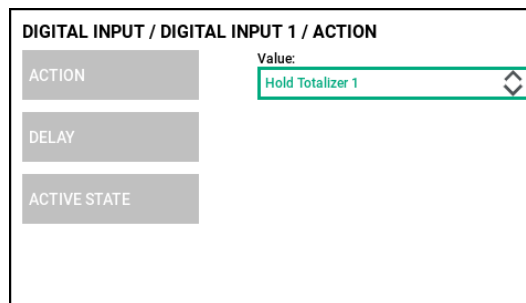 DIGITAL INPUT / DIGITAL INPUT 1 / ACTION
ACTION
Value:
Hold Totalizer 1
DELAY
ACTIVE STATE